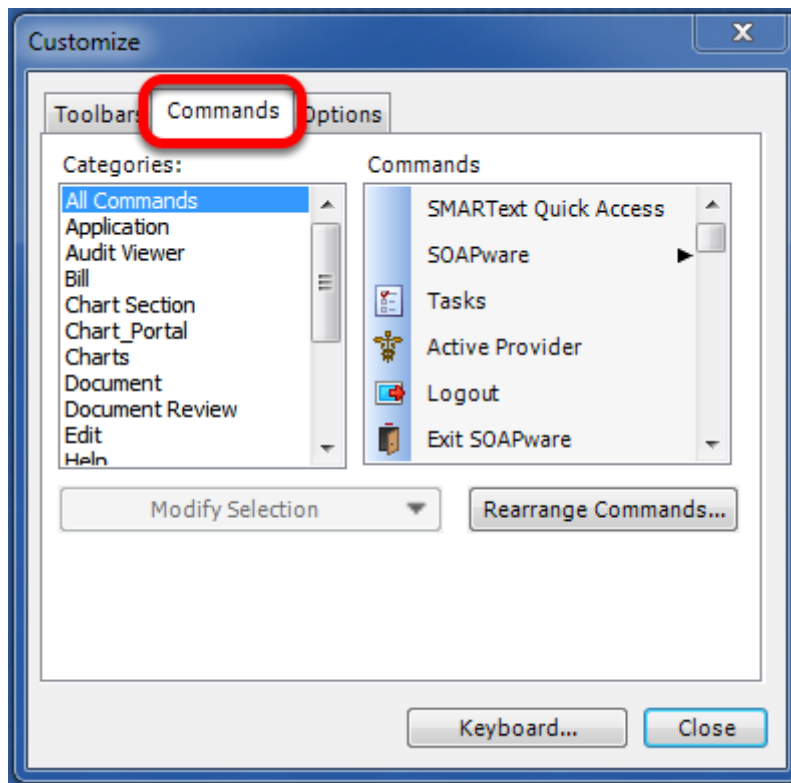 Customize
X
Toolbars Commands Options
Categories:
All Commands
Application
Audit Viewer
Bill
Chart Section
Chart_Portal
Charts
Document
Document Review
Edit
Help
Commands
SMARText Quick Access
SOAPware
Tasks
Active Provider
Logout
Exit SOAPware
Modify Selection
Rearrange Commands...
Keyboard...
Close